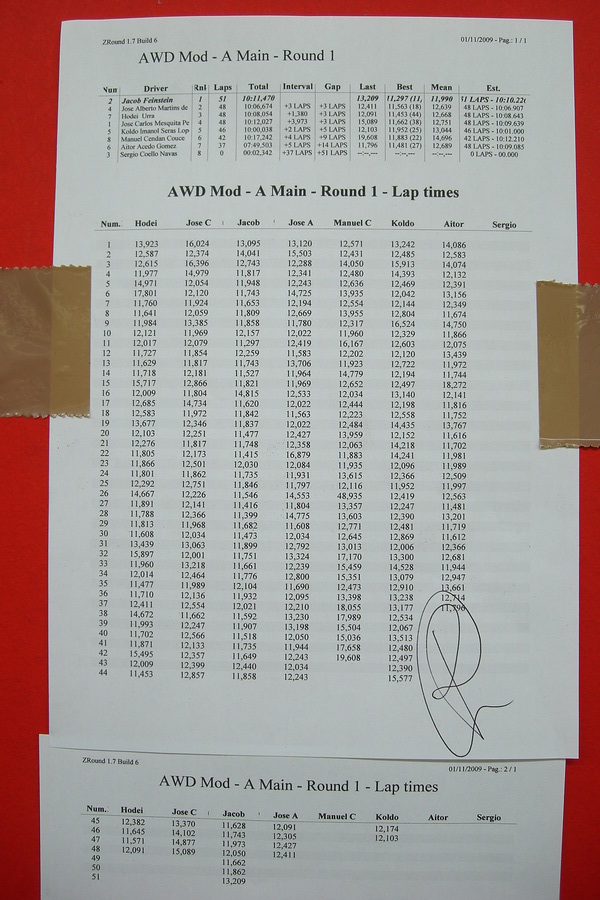 ZRound 1.7 Build 6 01/11/2009 - Pag.: 1 / 1
AWD Mod - A Main - Round 1
Num Driver Rnl Laps Total Interval Gap Last Best Mean Est.
2 Jacob Feinstein 1 51 10:11,470 13,209 11,297 (11, 11,990 51 LAPS - 10:10.22
4 Jose Alberto Martins de 2 48 10:06,674 +3 LAPS +3 LAPS 12,411 11,563 (18) 12,639 48 LAPS - 10:06.907
7 Hodei Urra 3 48 10:08,054 +1,380 +3 LAPS 12,091 11,453 (44) 12,668 48 LAPS - 10:08.643
1 Jose Carlos Mesquita Pe 4 48 10:12,027 +3,973 +3 LAPS 15,089 11,662 (38) 12,751 48 LAPS - 10:09.639
5 Koldo Imanol Seras Lop 5 46 10:00,038 +2 LAPS +5 LAPS 12,103 11,952 (25) 13,044 46 LAPS - 10:01.000
8 Manuel Cendan Couce 6 42 10:17,242 +4 LAPS +9 LAPS 19,608 11,883 (22) 14,696 42 LAPS - 10:12.210
6 Aitor Acedo Gomez 7 37 07:49,503 +5 LAPS +14 LAPS 11,796 11,481 (27) 12,689 48 LAPS - 10:09.085
3 Sergio Coello Navas 8 0 00:02,342 +37 LAPS +51 LAPS --:--,--- --:--,--- --:--,--- 0 LAPS - 00.000
AWD Mod - A Main - Round 1 - Lap times
Num. Hodei Jose C Jacob Jose A Manuel C Koldo Aitor Sergio
1 13,923 16,024 13,095 13,120 12,571 13,242 14,086
2 12,587 12,374 12,041 15,503 12,431 12,485 12,583
3 12,615 16,396 12,743 12,288 14,050 15,913 14,074
4 11,977 14,979 11,817 12,341 12,480 14,393 12,132
5 14,971 12,054 11,948 12,243 12,636 12,469 12,391
6 17,801 12,120 11,743 14,725 13,935 12,042 13,156
7 11,760 11,924 11,653 12,194 12,554 12,144 12,349
8 11,641 12,059 11,809 12,669 13,955 12,804 11,674
9 11,984 13,385 11,858 11,780 12,317 16,524 14,750
10 12,121 11,969 12,157 12,022 11,960 12,329 11,866
11 12,017 12,079 11,297 12,419 16,167 12,603 12,075
12 11,727 11,854 12,259 11,583 12,202 12,120 13,439
13 11,629 11,817 11,743 13,706 11,923 12,722 11,972
14 11,718 12,181 11,527 11,964 14,779 12,194 11,744
15 15,717 12,866 11,821 11,969 12,652 12,497 18,272
16 12,009 11,804 14,815 12,533 12,034 13,140 12,141
17 12,685 14,734 11,620 12,022 12,444 12,198 11,816
18 12,583 11,972 11,842 11,563 12,223 12,558 11,752
19 13,677 12,346 11,837 12,022 12,484 14,435 13,767
20 12,103 12,251 11,477 12,427 13,959 12,152 11,616
21 12,276 11,817 11,748 12,358 12,063 14,218 11,702
22 11,805 12,173 11,415 16,879 11,883 14,241 11,981
23 11,866 12,501 12,030 12,084 11,935 12,096 11,989
24 11,801 11,862 11,735 11,931 13,615 12,366 12,509
25 12,292 12,751 11,846 11,797 12,116 11,952 11,997
26 14,667 12,226 11,546 14,553 48,935 12,419 12,563
27 11,891 12,141 11,416 11,804 13,357 12,247 11,481
28 11,788 12,366 11,399 14,775 13,603 12,390 13,201
29 11,813 11,968 11,682 11,608 12,771 12,481 11,719
30 11,608 12,034 11,473 12,034 12,645 12,869 11,612
31 13,439 13,063 11,899 12,792 13,013 12,006 12,366
32 15,897 12,001 11,751 13,324 17,170 13,300 12,681
33 11,960 13,218 11,661 12,239 15,459 14,528 11,944
34 12,014 12,464 11,776 12,800 15,351 13,079 12,947
35 11,477 11,989 12,104 11,690 12,473 12,910 13,661
36 11,710 12,136 11,932 12,095 13,398 13,238 12,714
37 12,411 12,554 12,021 12,210 18,055 13,177 11,796
38 14,672 11,662 11,592 13,230 17,989 12,534
39 11,993 12,247 11,907 13,198 15,504 12,067
40 11,702 12,566 11,518 12,050 15,036 13,513
41 11,871 12,133 11,735 11,944 17,658 12,480
42 15,495 12,357 11,649 12,243 19,608 12,497
43 12,009 12,399 12,440 12,034 12,390
44 11,453 12,857 11,858 12,243 15,577
ZRound 1.7 Build 6 01/11/2009 - Pag.: 2 / 1
AWD Mod - A Main - Round 1 - Lap times
Num. Hodei Jose C Jacob Jose A Manuel C Koldo Aitor Sergio
45 12,382 13,370 11,628 12,091 12,174
46 11,645 14,102 11,743 12,305 12,103
47 11,571 14,877 11,973 12,427
48 12,091 15,089 12,050 12,411
49 11,662
50 11,862
51 13,209